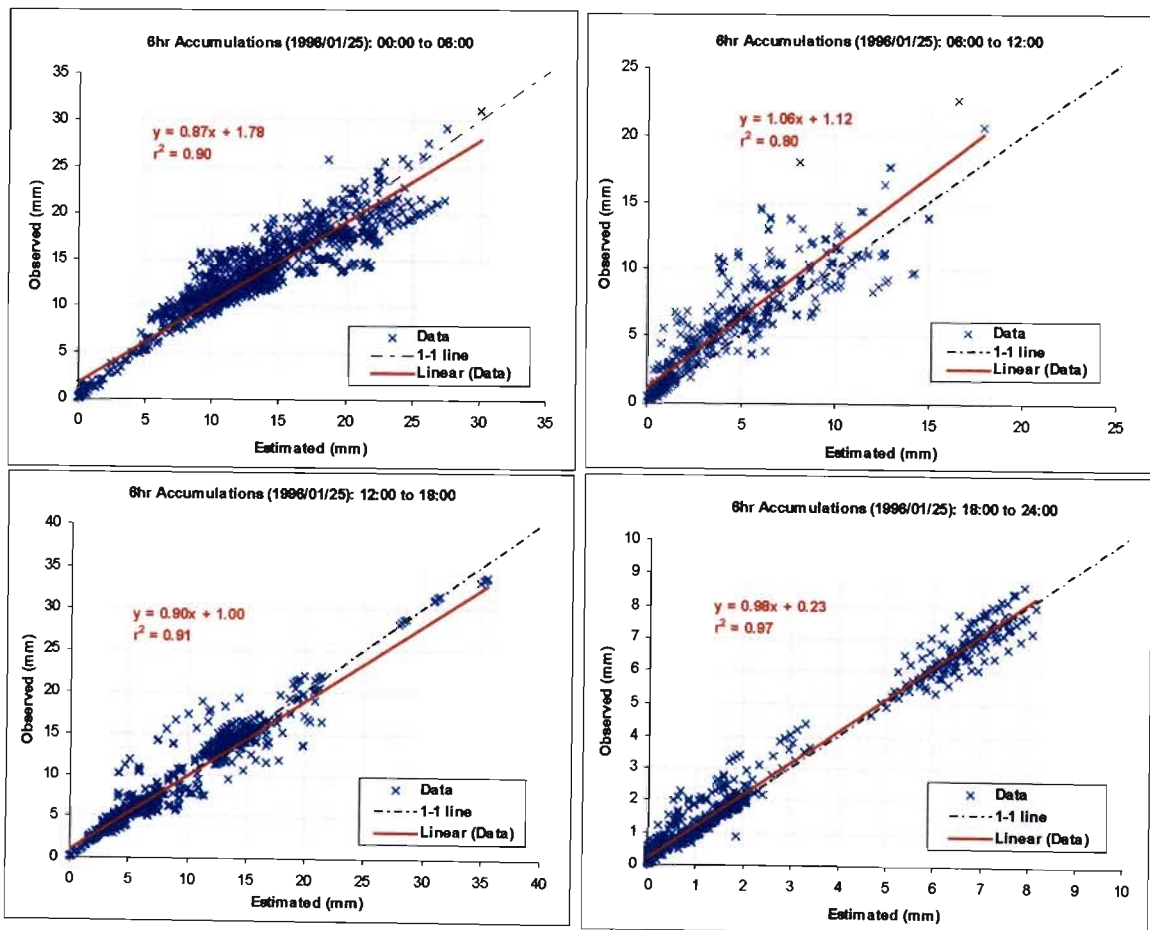 6hr Accumulations (1996/01/25): 00:00 to 06:00
35
30
25
20
15
10
5
0
Observed (mm)
y = 0.87x + 1.78
r² = 0.90
Data
1-1 line
Linear (Data)
0 5 10 15 20 25 30 35
Estimated (mm)
6hr Accumulations (1996/01/25): 06:00 to 12:00
25
20
15
10
5
0
Observed (mm)
y = 1.06x + 1.12
r² = 0.80
Data
1-1 line
Linear (Data)
0 5 10 15 20 25
Estimated (mm)
6hr Accumulations (1996/01/25): 12:00 to 18:00
40
35
30
25
20
15
10
5
0
Observed (mm)
y = 0.90x + 1.00
r² = 0.91
Data
1-1 line
Linear (Data)
0 5 10 15 20 25 30 35 40
Estimated (mm)
6hr Accumulations (1996/01/25): 18:00 to 24:00
10
9
8
7
6
5
4
3
2
1
0
Observed (mm)
y = 0.98x + 0.23
r² = 0.97
Data
1-1 line
Linear (Data)
0 1 2 3 4 5 6 7 8 9 10
Estimated (mm)